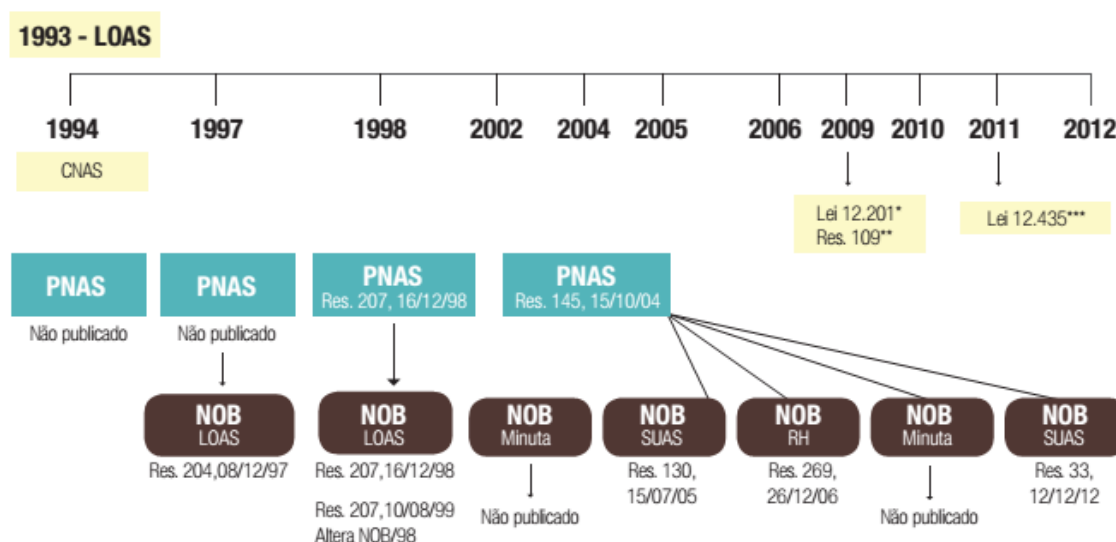 1993 - LOAS
1994 1997 1998 2002 2004 2005 2006 2009 2010 2011 2012
CNAS
Lei 12.201*
Res. 109**
Lei 12.435***
PNAS
Não publicado
PNAS
Não publicado
PNAS
Res. 207, 16/12/98
PNAS
Res. 145, 15/10/04
NOB
LOAS
Res. 204,08/12/97
NOB
LOAS
Res. 207,16/12/98
Res. 207,10/08/99
Altera NOB/98
NOB
Minuta
Não publicado
NOB
SUAS
Res. 130,
15/07/05
NOB
RH
Res. 269,
26/12/06
NOB
Minuta
Não publicado
NOB
SUAS
Res. 33,
12/12/12